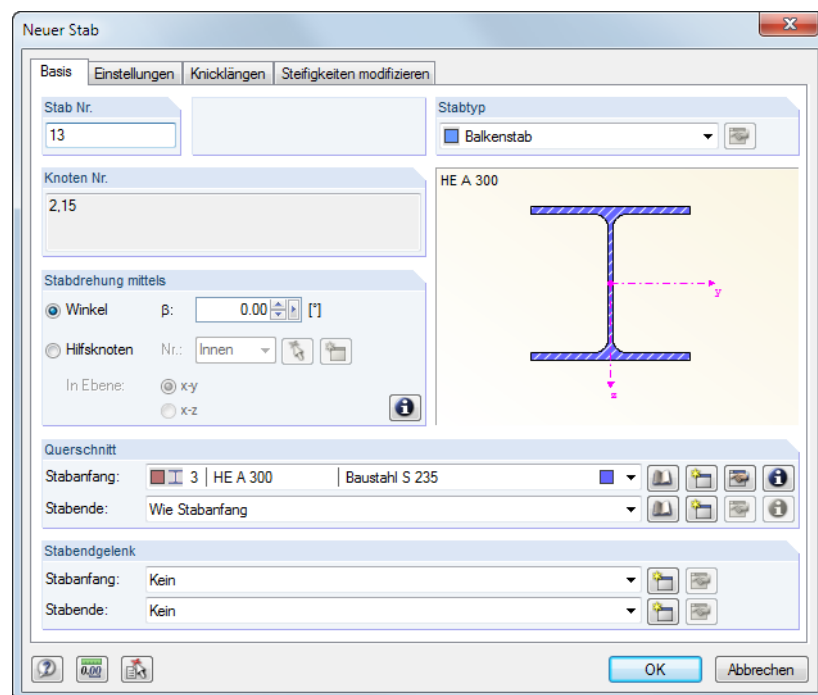 Neuer Stab
Basis Einstellungen Knicklängen Steifigkeiten modifizieren
Stab Nr.
13
Stabtyp
Balkenstab
Knoten Nr.
2,15
HE A 300
y
z
Stabdrehung mittels
Winkel β: 0.00 [°]
Hilfsknoten Nr.: Innen
In Ebene: x-y
x-z
Querschnitt
Stabanfang: 3 HE A 300 Baustahl S 235
Stabende: Wie Stabanfang
Stabendgelenk
Stabanfang: Kein
Stabende: Kein
0.00
OK Abbrechen